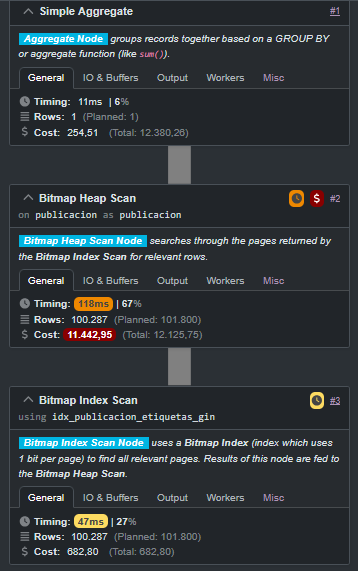 Simple Aggregate #1
Aggregate Node groups records together based on a GROUP BY
or aggregate function (like sum()).
General IO & Buffers Output Workers Misc
Timing: 11ms | 6%
Rows: 1 (Planned: 1)
$ Cost: 254,51 (Total: 12.380,26)
Bitmap Heap Scan $ #2
on publicacion as publicacion
Bitmap Heap Scan Node searches through the pages returned by
the Bitmap Index Scan for relevant rows.
General IO & Buffers Output Workers Misc
Timing: 118ms | 67%
Rows: 100.287 (Planned: 101.800)
$ Cost: 11.442,95 (Total: 12.125,75)
Bitmap Index Scan #3
using idx_publicacion_etiquetas_gin
Bitmap Index Scan Node uses a Bitmap Index (index which uses
1 bit per page) to find all relevant pages. Results of this node are fed to
the Bitmap Heap Scan.
General IO & Buffers Output Workers Misc
Timing: 47ms | 27%
Rows: 100.287 (Planned: 101.800)
$ Cost: 682,80 (Total: 682,80)